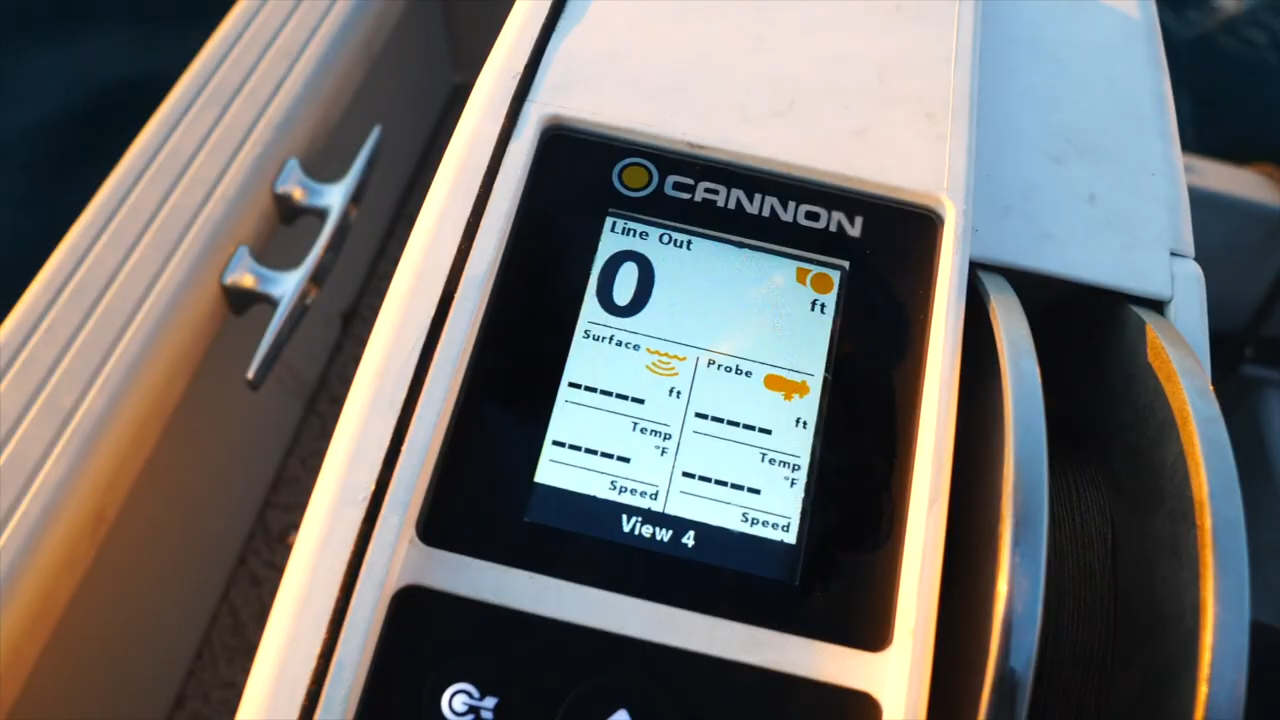 CANNON
Line Out
0
ft
Surface
Probe
----- ft
----- ft
Temp
Temp
----- °F
----- °F
Speed
Speed
View 4